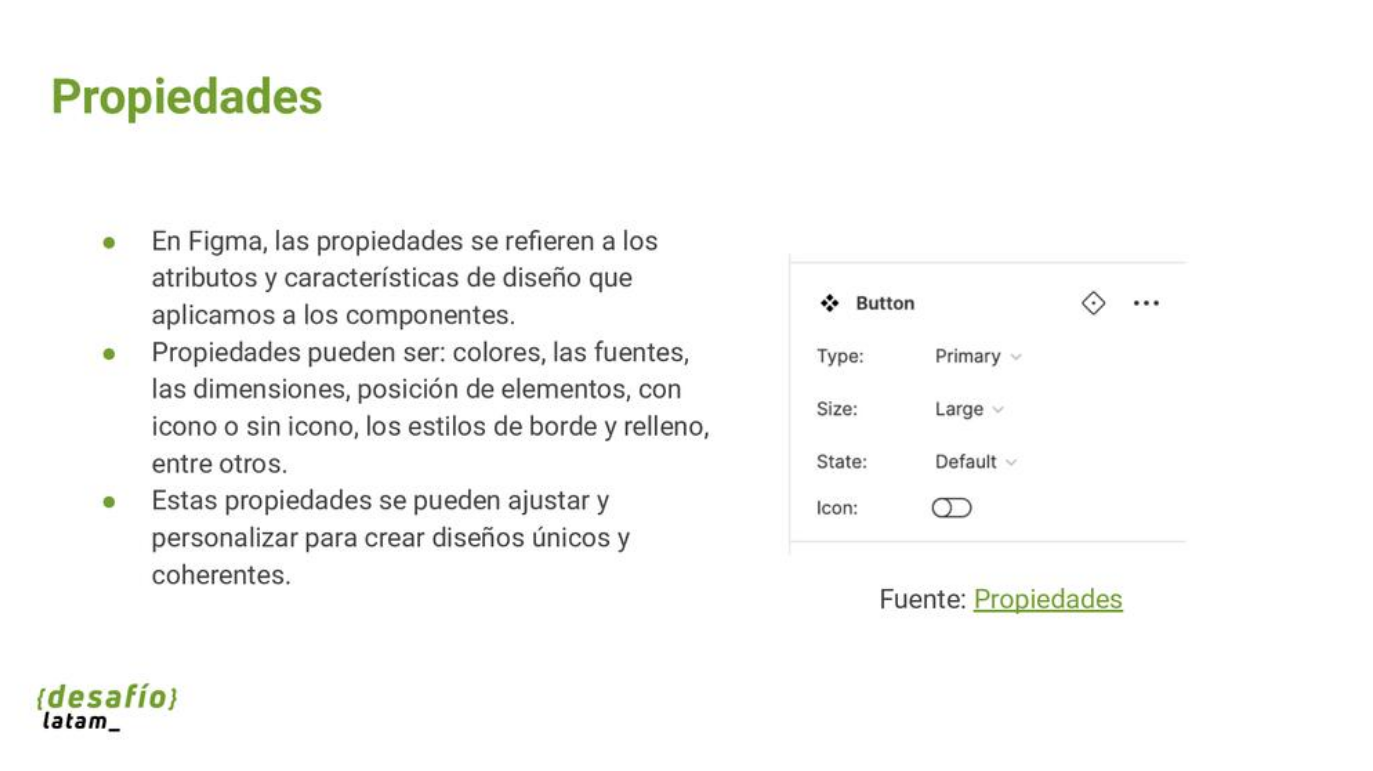 Propiedades
● En Figma, las propiedades se refieren a los
atributos y características de diseño que
aplicamos a los componentes.
● Propiedades pueden ser: colores, las fuentes,
las dimensiones, posición de elementos, con
icono o sin icono, los estilos de borde y relleno,
entre otros.
● Estas propiedades se pueden ajustar y
personalizar para crear diseños únicos y
coherentes.
Button
Type: Primary
Size: Large
State: Default
Icon:
Fuente: Propiedades
{desafío}
latam_